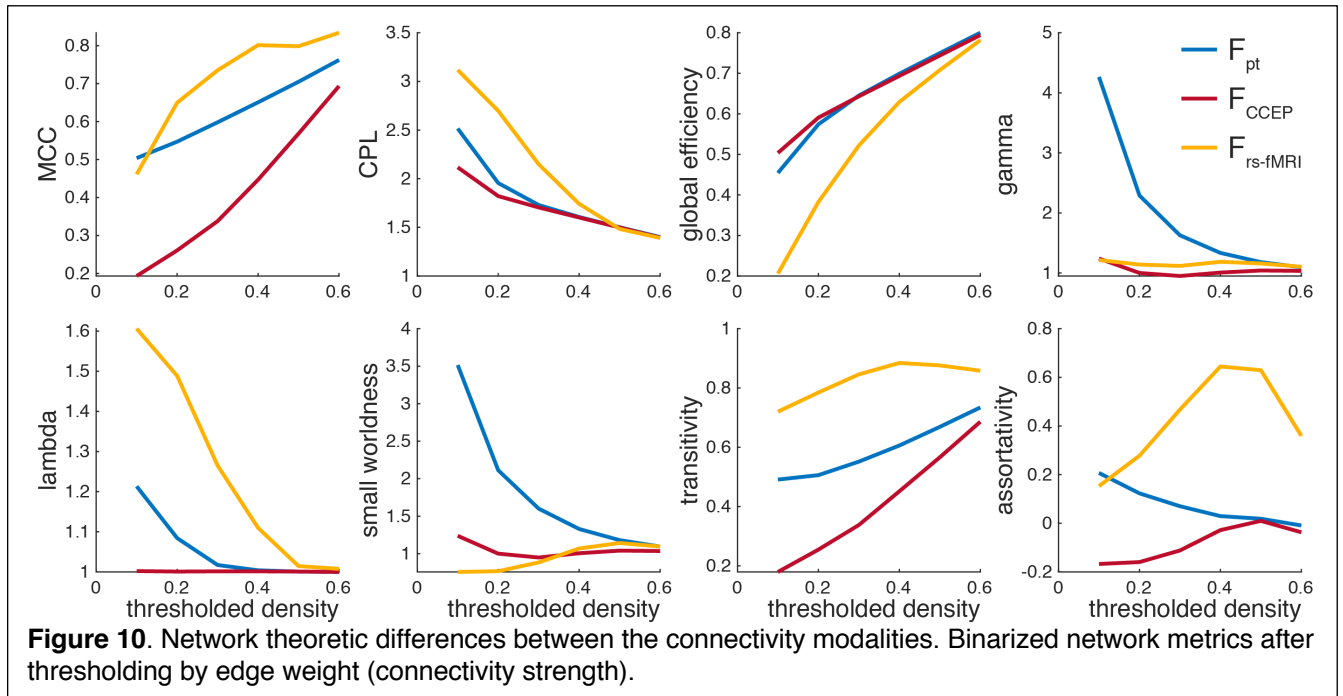 MCC
0.8
0.7
0.6
0.5
0.4
0.3
0.2
0 0.2 0.4 0.6
CPL
3.5
3
2.5
2
1.5
1
0 0.2 0.4 0.6
global efficiency
0.8
0.7
0.6
0.5
0.4
0.3
0.2
0 0.2 0.4 0.6
gamma
5
4
3
2
1
0 0.2 0.4 0.6
F_pt
F_CCEP
F_rs-fMRI
lambda
1.6
1.5
1.4
1.3
1.2
1.1
1
0 0.2 0.4 0.6
thresholded density
small worldness
4
3.5
3
2.5
2
1.5
1
0 0.2 0.4 0.6
thresholded density
transitivity
1
0.8
0.6
0.4
0.2
0 0.2 0.4 0.6
thresholded density
assortativity
0.8
0.6
0.4
0.2
0
-0.2
0 0.2 0.4 0.6
thresholded density
Figure 10. Network theoretic differences between the connectivity modalities. Binarized network metrics after
thresholding by edge weight (connectivity strength).